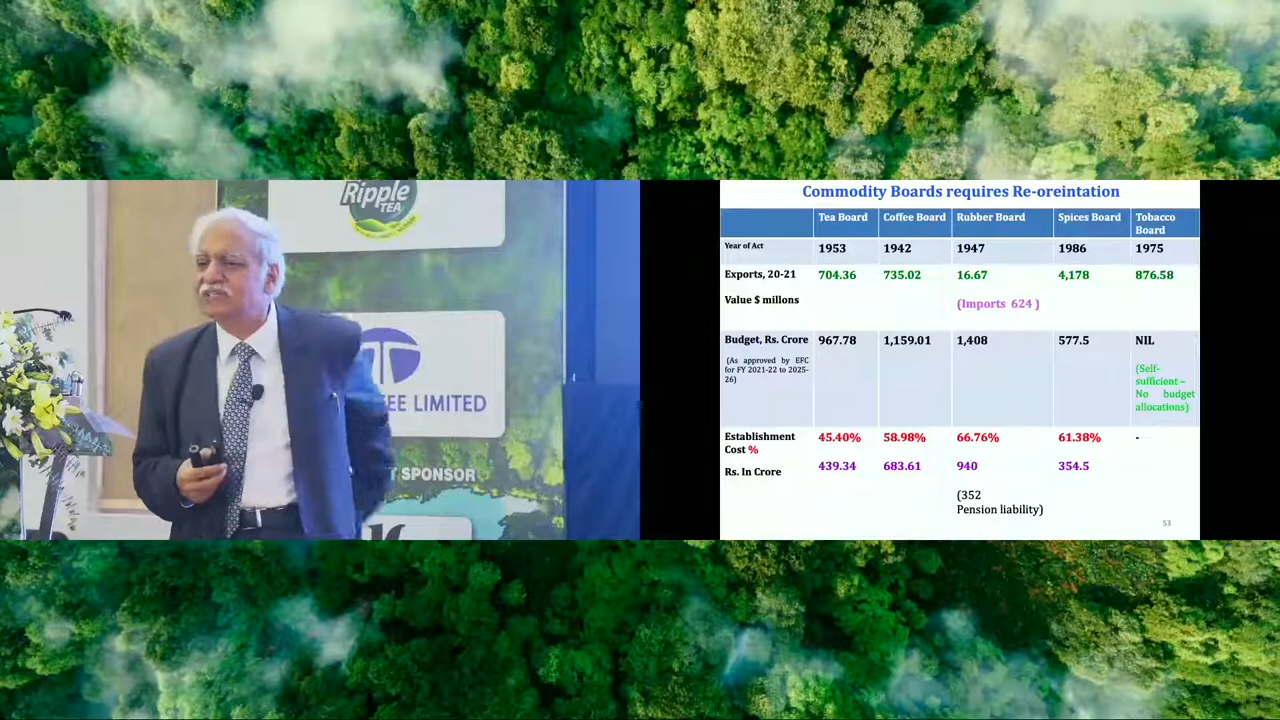 Ripple
TEA
EE LIMITED
T SPONSOR
Commodity Boards requires Re-oreintation
Tea Board Coffee Board Rubber Board Spices Board Tobacco Board
Year of Act 1953 1942 1947 1986 1975
Exports, 20-21 704.36 735.02 16.67 4,178 876.58
Value $ millons (Imports 624 )
Budget, Rs. Crore 967.78 1,159.01 1,408 577.5 NIL
(As approved by EFC
for FY 2021-22 to 2025-
26)
(Self-
sufficient –
No budget
allocations)
Establishment
Cost % 45.40% 58.98% 66.76% 61.38% -
Rs. In Crore 439.34 683.61 940 354.5
(352
Pension liability)
53